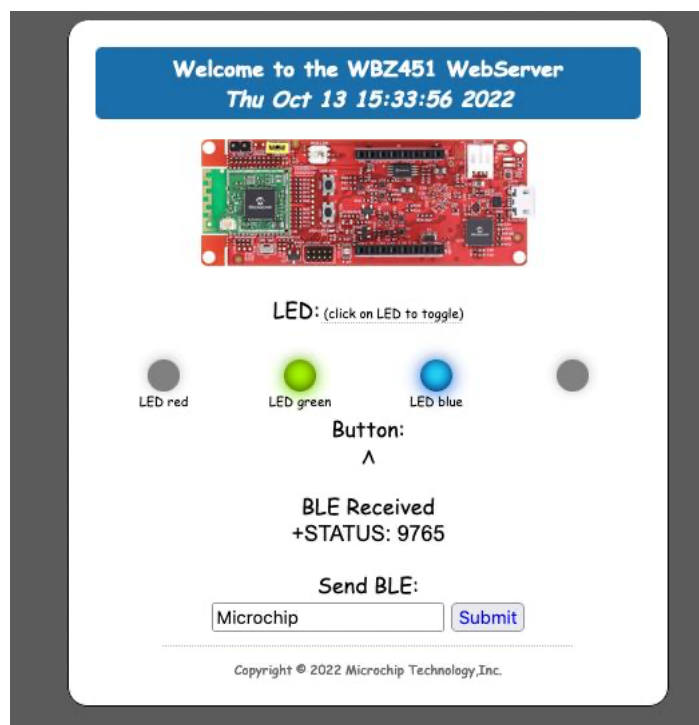 Welcome to the WBZ451 WebServer
Thu Oct 13 15:33:56 2022
LED: (click on LED to toggle)
LED red
LED green
LED blue
Button:
Λ
BLE Received
+STATUS: 9765
Send BLE:
Microchip Submit
Copyright © 2022 Microchip Technology,Inc.